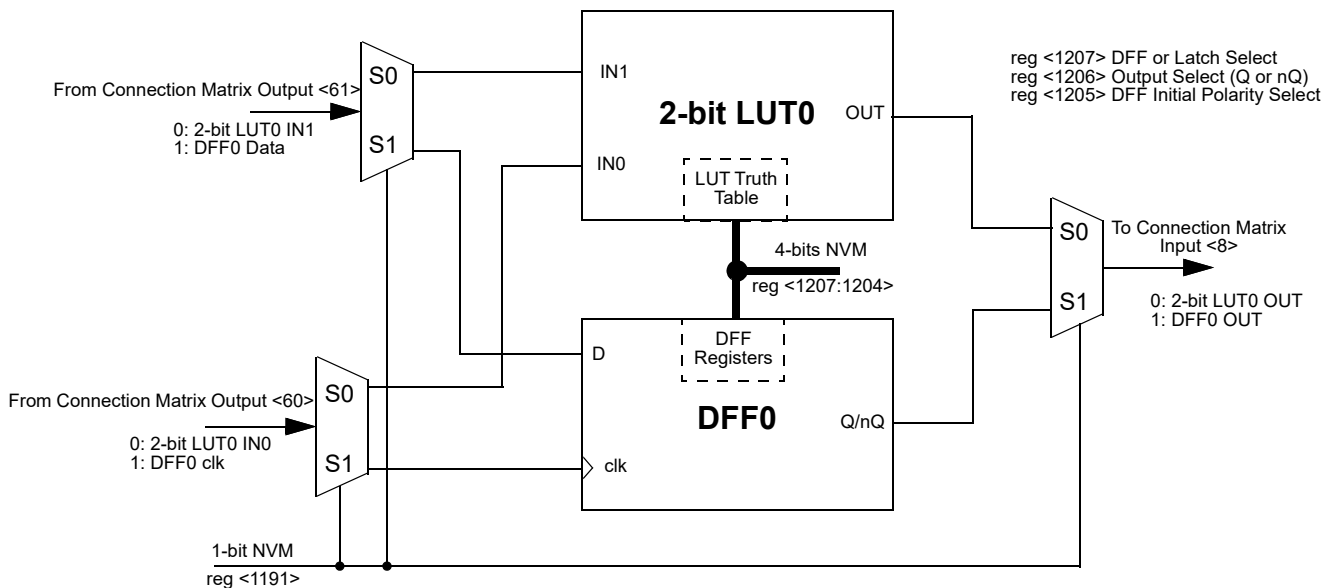 From Connection Matrix Output <61>
0: 2-bit LUT0 IN1
1: DFF0 Data
S0
S1
IN1
IN0
2-bit LUT0
OUT
LUT Truth
Table
reg <1207> DFF or Latch Select
reg <1206> Output Select (Q or nQ)
reg <1205> DFF Initial Polarity Select
4-bits NVM
reg <1207:1204>
S0
S1
To Connection Matrix
Input <8>
0: 2-bit LUT0 OUT
1: DFF0 OUT
From Connection Matrix Output <60>
0: 2-bit LUT0 IN0
1: DFF0 clk
S0
S1
D
clk
DFF
Registers
DFF0
Q/nQ
1-bit NVM
reg <1191>